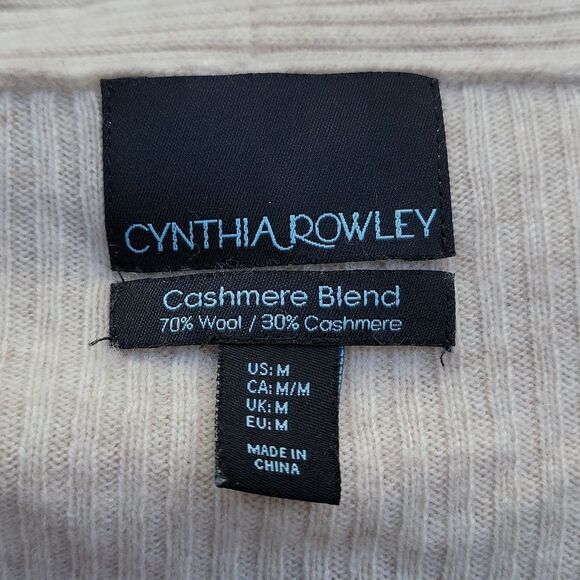 CYNTHIA ROWLEY
Cashmere Blend
70% Wool / 30% Cashmere
US: M
CA: M/M
UK: M
EU: M
MADE IN
CHINA